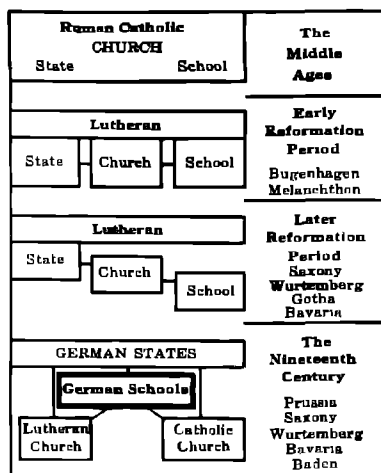 Roman Catholic
CHURCH
State School
The
Middle
Ages
Lutheran
State Church School
Early
Reformation
Period
Bugenhagen
Melanchthon
Lutheran
State
Church
School
Later
Reformation
Period
Saxony
Wurtemberg
Gotha
Bavaria
GERMAN STATES
German Schools
Lutheran
Church
Catholic
Church
The
Nineteenth
Century
Prussia
Saxony
Wurtemberg
Bavaria
Baden